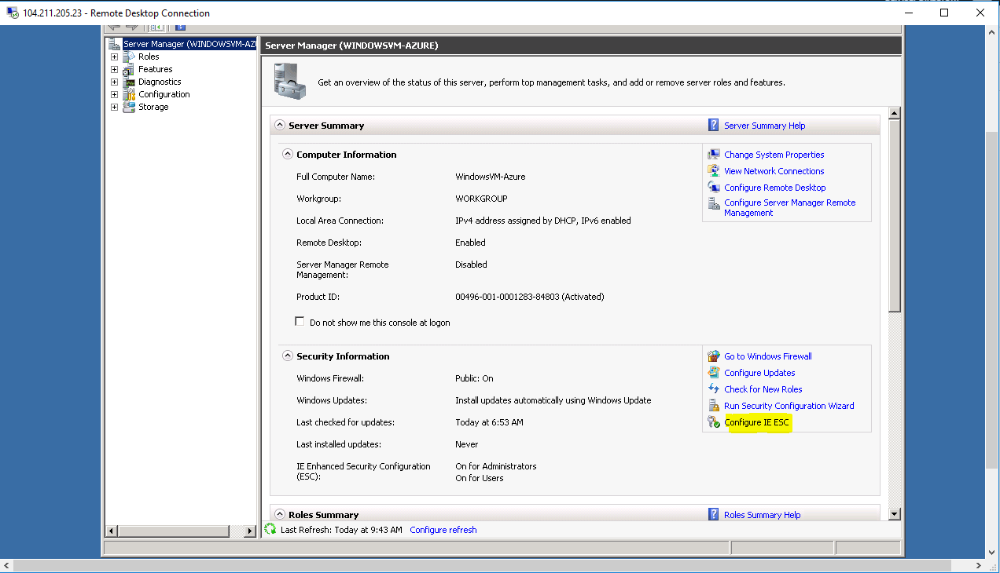 104.211.205.23 - Remote Desktop Connection
Server Manager (WINDOWSVM-AZU
Roles
Features
Diagnostics
Configuration
Storage
Server Manager (WINDOWSVM-AZURE)
Get an overview of the status of this server, perform top management tasks, and add or remove server roles and features.
Server Summary
Server Summary Help
Computer Information
Full Computer Name: WindowsVM-Azure
Workgroup: WORKGROUP
Local Area Connection: IPv4 address assigned by DHCP, IPv6 enabled
Remote Desktop: Enabled
Server Manager Remote Disabled
Management:
Product ID: 00496-001-0001283-84803 (Activated)
Do not show me this console at logon
Change System Properties
View Network Connections
Configure Remote Desktop
Configure Server Manager Remote
Management
Security Information
Windows Firewall: Public: On
Windows Updates: Install updates automatically using Windows Update
Last checked for updates: Today at 6:53 AM
Last installed updates: Never
IE Enhanced Security Configuration On for Administrators
(ESC): On for Users
Go to Windows Firewall
Configure Updates
Check for New Roles
Run Security Configuration Wizard
Configure IE ESC
Roles Summary
Roles Summary Help
Last Refresh: Today at 9:43 AM Configure refresh